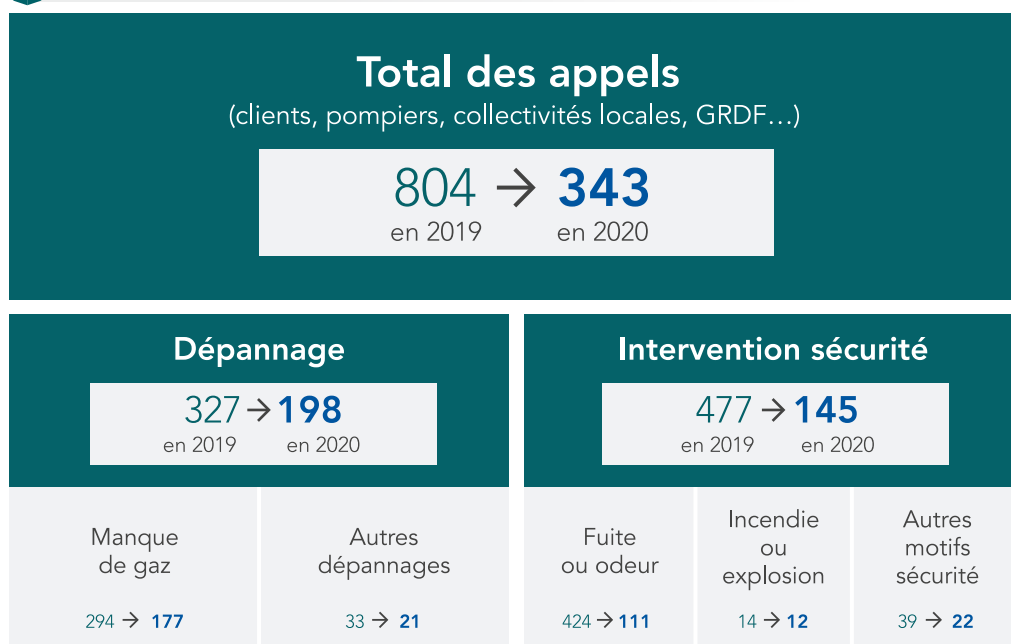 Total des appels
(clients, pompiers, collectivités locales, GRDF...)
804 → 343
en 2019 en 2020
Dépannage
327 → 198
en 2019 en 2020
Manque
de gaz
294 → 177
Autres
dépannages
33 → 21
Intervention sécurité
477 → 145
en 2019 en 2020
Fuite
ou odeur
424 → 111
Incendie
ou
explosion
14 → 12
Autres
motifs
sécurité
39 → 22